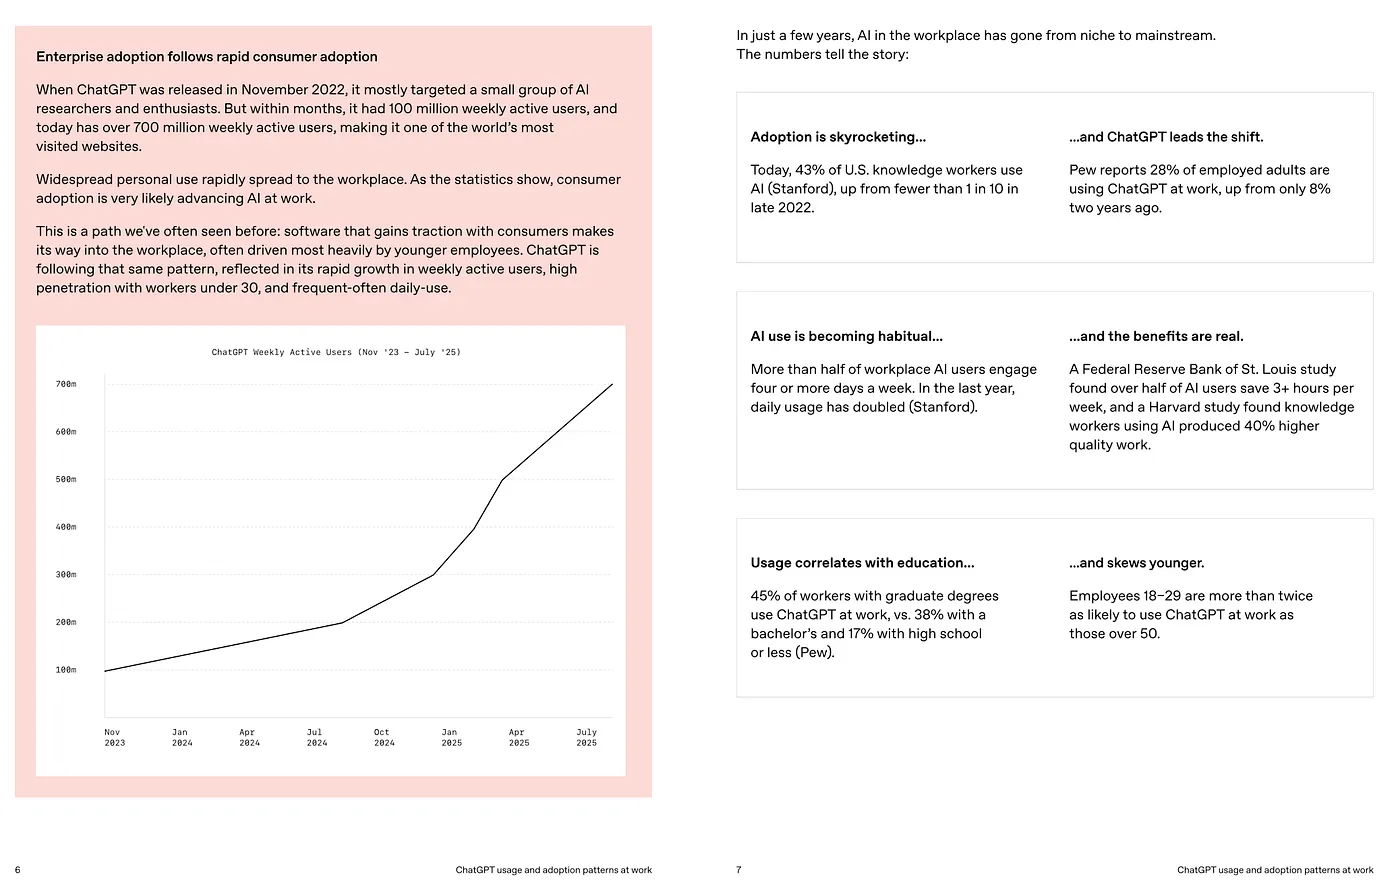 Enterprise adoption follows rapid consumer adoption
When ChatGPT was released in November 2022, it mostly targeted a small group of AI
researchers and enthusiasts. But within months, it had 100 million weekly active users, and
today has over 700 million weekly active users, making it one of the world's most
visited websites.
Widespread personal use rapidly spread to the workplace. As the statistics show, consumer
adoption is very likely advancing AI at work.
This is a path we've often seen before: software that gains traction with consumers makes
its way into the workplace, often driven most heavily by younger employees. ChatGPT is
following that same pattern, reflected in its rapid growth in weekly active users, high
penetration with workers under 30, and frequent-often daily-use.
ChatGPT Weekly Active Users (Nov '23 – July '25)
700m
600m
500m
400m
300m
200m
100m
Nov 2023
Jan 2024
Apr 2024
Jul 2024
Oct 2024
Jan 2025
Apr 2025
July 2025
6
ChatGPT usage and adoption patterns at work
In just a few years, AI in the workplace has gone from niche to mainstream.
The numbers tell the story:
Adoption is skyrocketing...
Today, 43% of U.S. knowledge workers use
AI (Stanford), up from fewer than 1 in 10 in
late 2022.
...and ChatGPT leads the shift.
Pew reports 28% of employed adults are
using ChatGPT at work, up from only 8%
two years ago.
AI use is becoming habitual...
More than half of workplace AI users engage
four or more days a week. In the last year,
daily usage has doubled (Stanford).
...and the benefits are real.
A Federal Reserve Bank of St. Louis study
found over half of AI users save 3+ hours per
week, and a Harvard study found knowledge
workers using AI produced 40% higher
quality work.
Usage correlates with education...
45% of workers with graduate degrees
use ChatGPT at work, vs. 38% with a
bachelor's and 17% with high school
or less (Pew).
...and skews younger.
Employees 18–29 are more than twice
as likely to use ChatGPT at work as
those over 50.
7
ChatGPT usage and adoption patterns at work